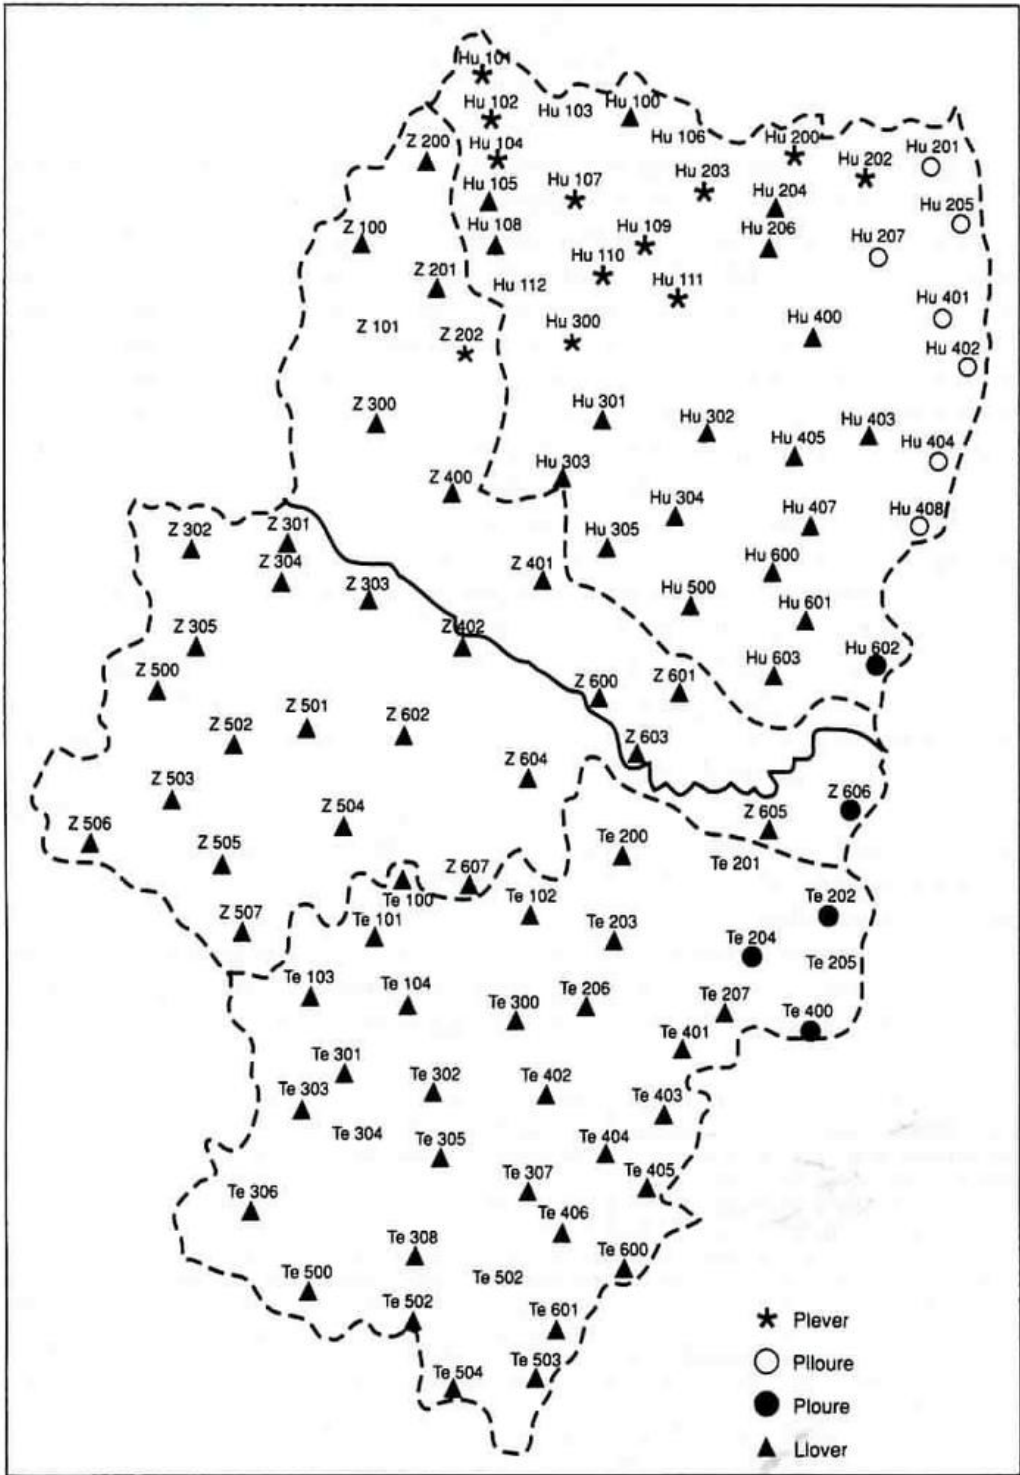 Hu 101
Hu 102
Hu 103
Hu 100
Hu 106
Hu 200
Hu 202
Hu 201
Z 200
Hu 104
Hu 105
Hu 107
Hu 203
Hu 204
Hu 205
Z 100
Hu 108
Hu 109
Hu 206
Hu 207
Z 201
Hu 112
Hu 110
Hu 111
Hu 401
Z 101
Z 202
Hu 300
Hu 400
Hu 402
Z 300
Hu 301
Hu 302
Hu 405
Hu 403
Hu 404
Z 400
Hu 303
Hu 304
Hu 407
Hu 408
Z 302
Z 301
Z 304
Z 303
Z 401
Hu 305
Hu 600
Hu 500
Hu 601
Z 305
Z 402
Hu 602
Z 500
Z 600
Z 601
Hu 603
Z 502
Z 501
Z 602
Z 603
Z 503
Z 604
Z 606
Z 506
Z 505
Z 504
Te 200
Z 605
Te 201
Z 607
Te 100
Te 102
Te 202
Z 507
Te 101
Te 203
Te 204
Te 205
Te 103
Te 104
Te 300
Te 206
Te 207
Te 400
Te 401
Te 301
Te 303
Te 302
Te 402
Te 403
Te 304
Te 305
Te 404
Te 405
Te 306
Te 307
Te 406
Te 308
Te 600
Te 500
Te 502
Te 502
Te 601
Te 504
Te 503
Plever
Plloure
Ploure
Llover